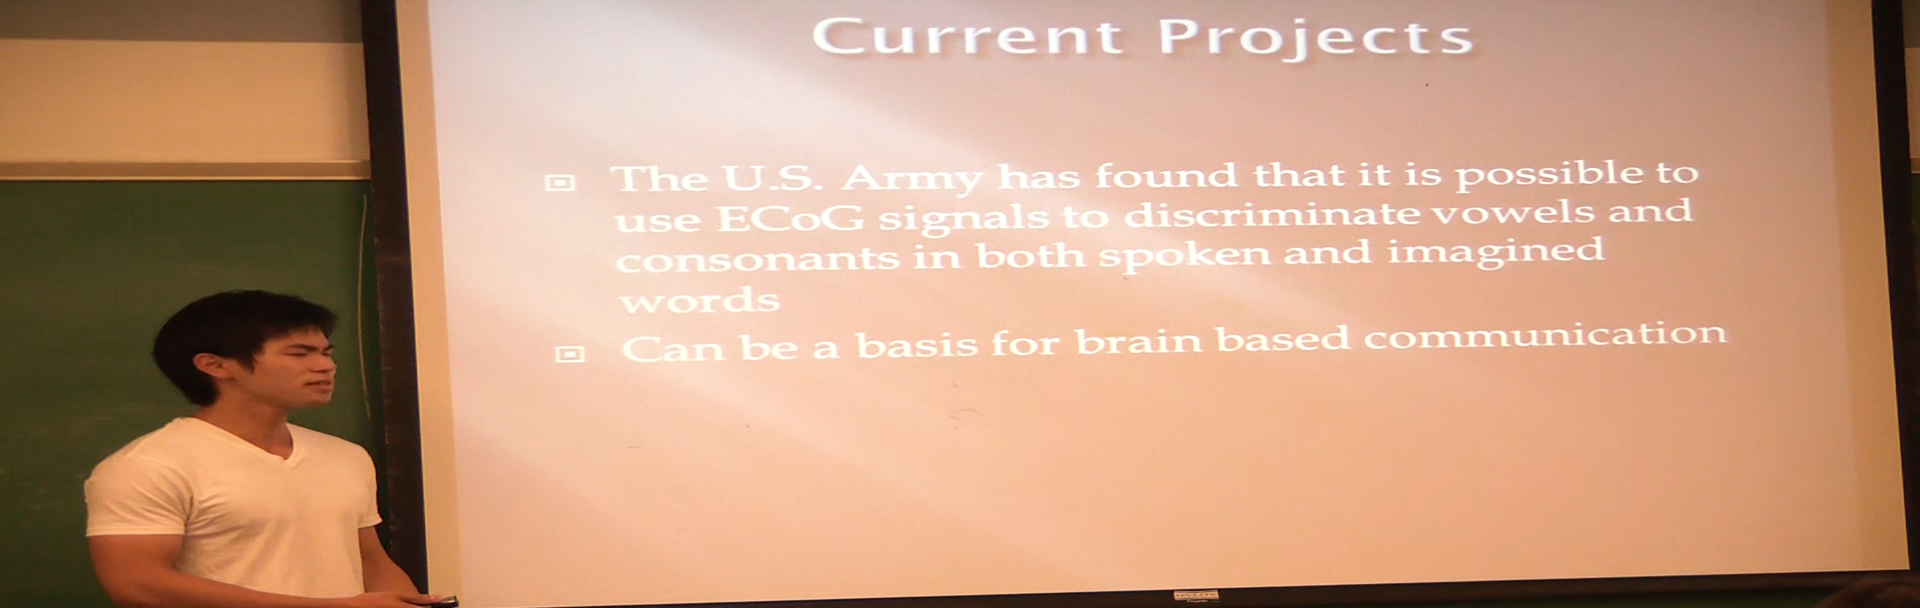 Current Projects
The U.S. Army has found that it is possible to
use ECoG signals to discriminate vowels and
consonants in both spoken and imagined
words
Can be a basis for brain based communication